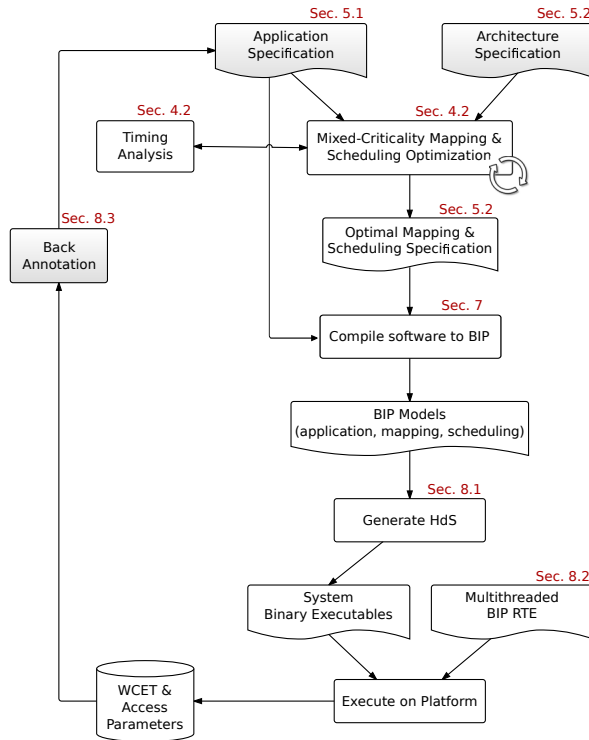 Sec. 5.1
Sec. 5.2
Application
Specification
Architecture
Specification
Sec. 4.2
Sec. 4.2
Timing
Analysis
Mixed-Criticality Mapping &
Scheduling Optimization
Sec. 5.2
Sec. 8.3
Optimal Mapping &
Scheduling Specification
Back
Annotation
Sec. 7
Compile software to BIP
BIP Models
(application, mapping, scheduling)
Sec. 8.1
Generate HdS
Sec. 8.2
System
Binary Executables
Multithreaded
BIP RTE
WCET &
Access
Parameters
Execute on Platform